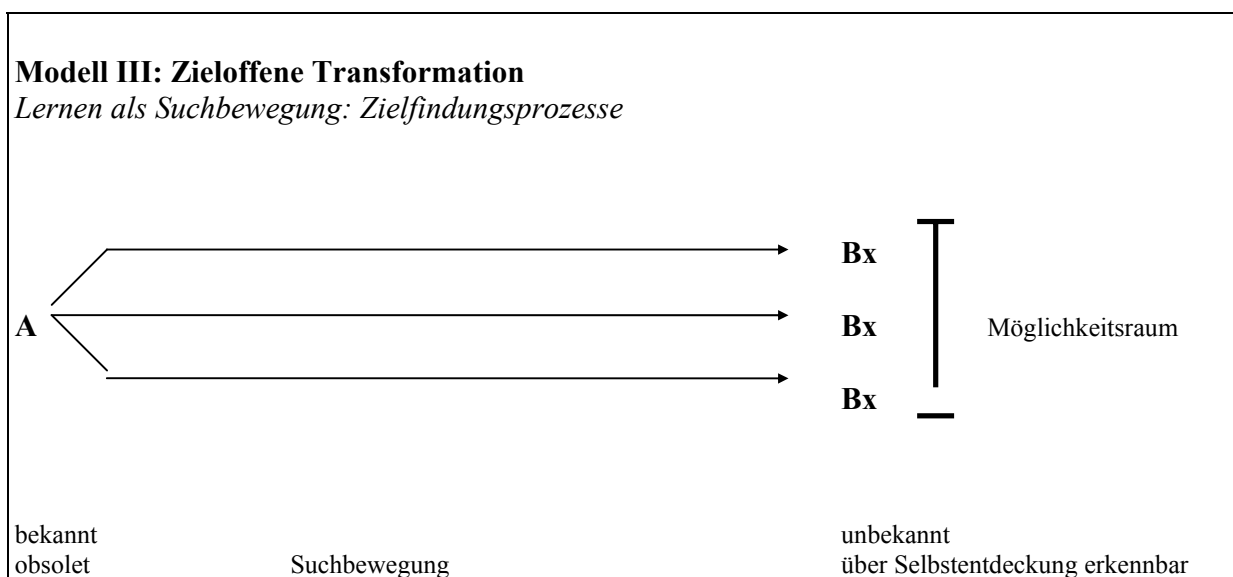 Modell III: Zieloffene Transformation
Lernen als Suchbewegung: Zielfindungsprozesse
Bx
A Bx Möglichkeitsraum
Bx
bekannt unbekannt
obsolet Suchbewegung über Selbstentdeckung erkennbar